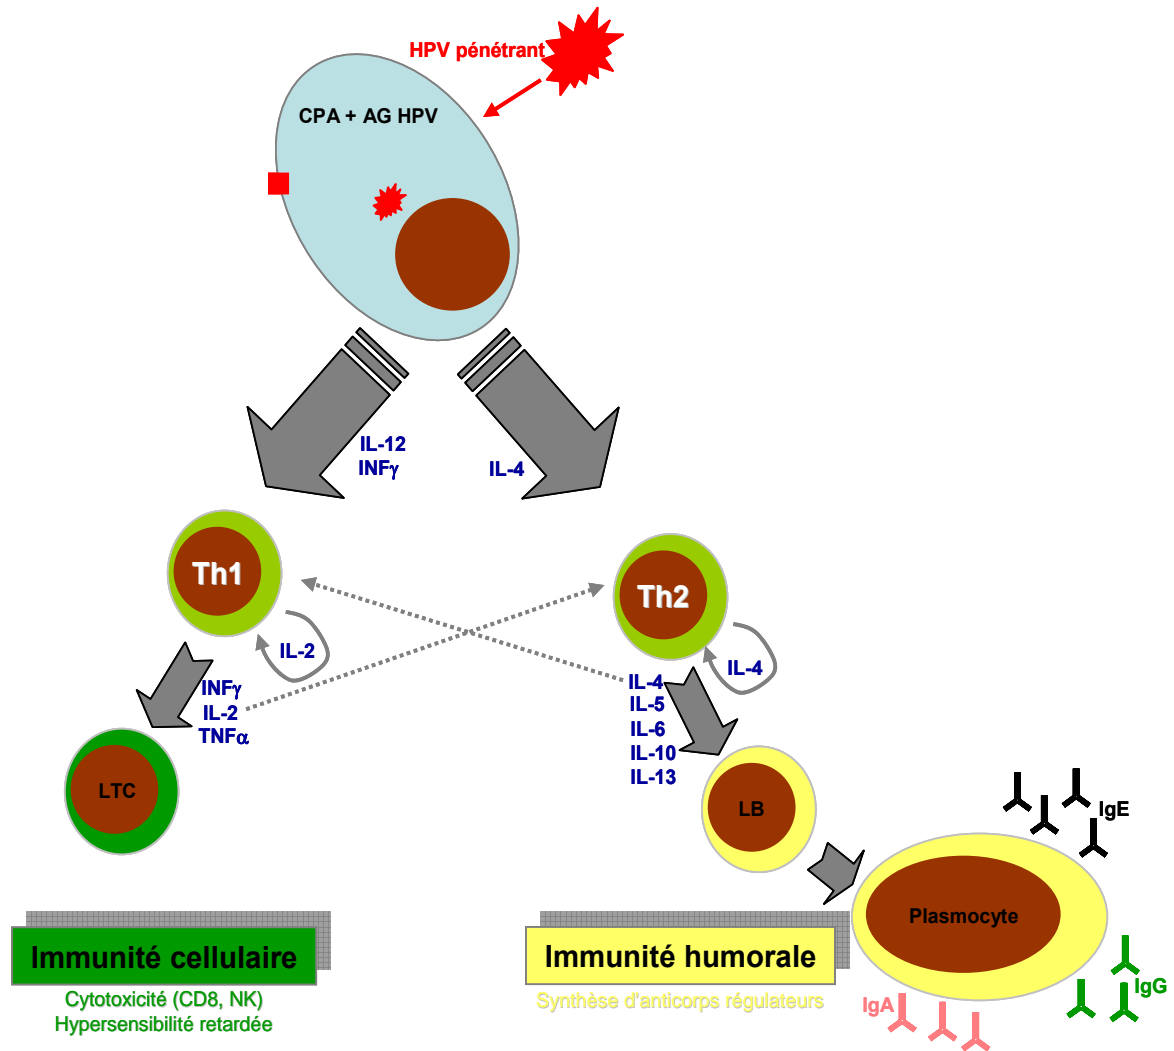 HPV pénétrant
CPA + AG HPV
IL-12
INFγ
IL-4
Th1
Th2
IL-2
IL-4
INFγ
IL-2
TNFα
IL-4
IL-5
IL-6
IL-10
IL-13
LTC
LB
IgE
Plasmocyte
Immunité cellulaire
Cytotoxicité (CD8, NK)
Hypersensibilité retardée
Immunité humorale
Synthèse d'anticorps régulateurs
IgA
IgG